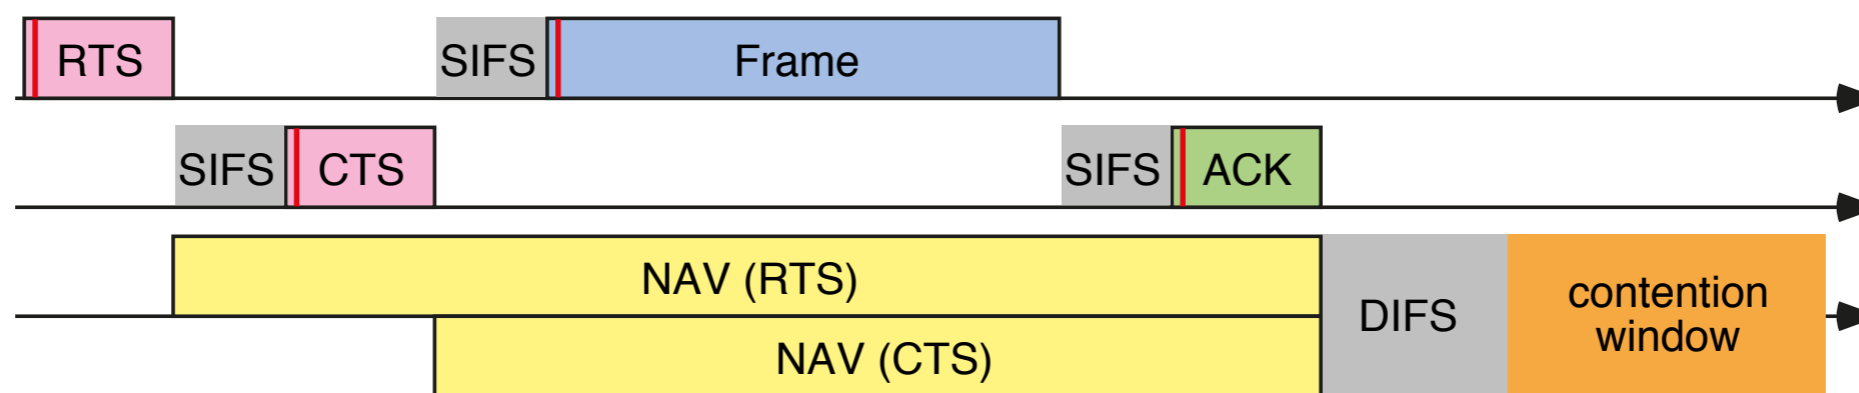 RTS
SIFS
Frame
SIFS
CTS
SIFS
ACK
NAV (RTS)
NAV (CTS)
DIFS
contention
window